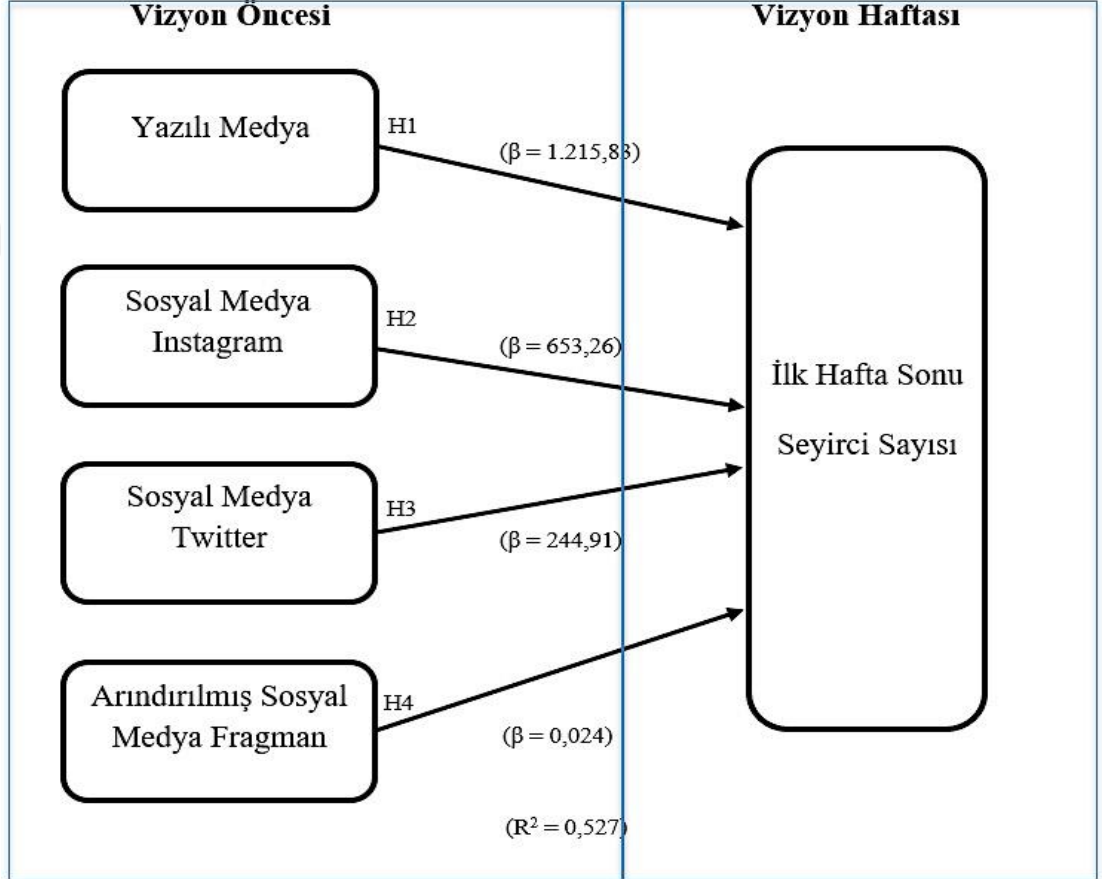 Vizyon Öncesi
Vizyon Haftası
Yazılı Medya
H1
(β = 1.215,83)
Sosyal Medya
Instagram
H2
(β = 653,26)
Sosyal Medya
Twitter
H3
(β = 244,91)
Arındırılmış Sosyal
Medya Fragman
H4
(β = 0,024)
(R² = 0,527)
İlk Hafta Sonu
Seyirci Sayısı